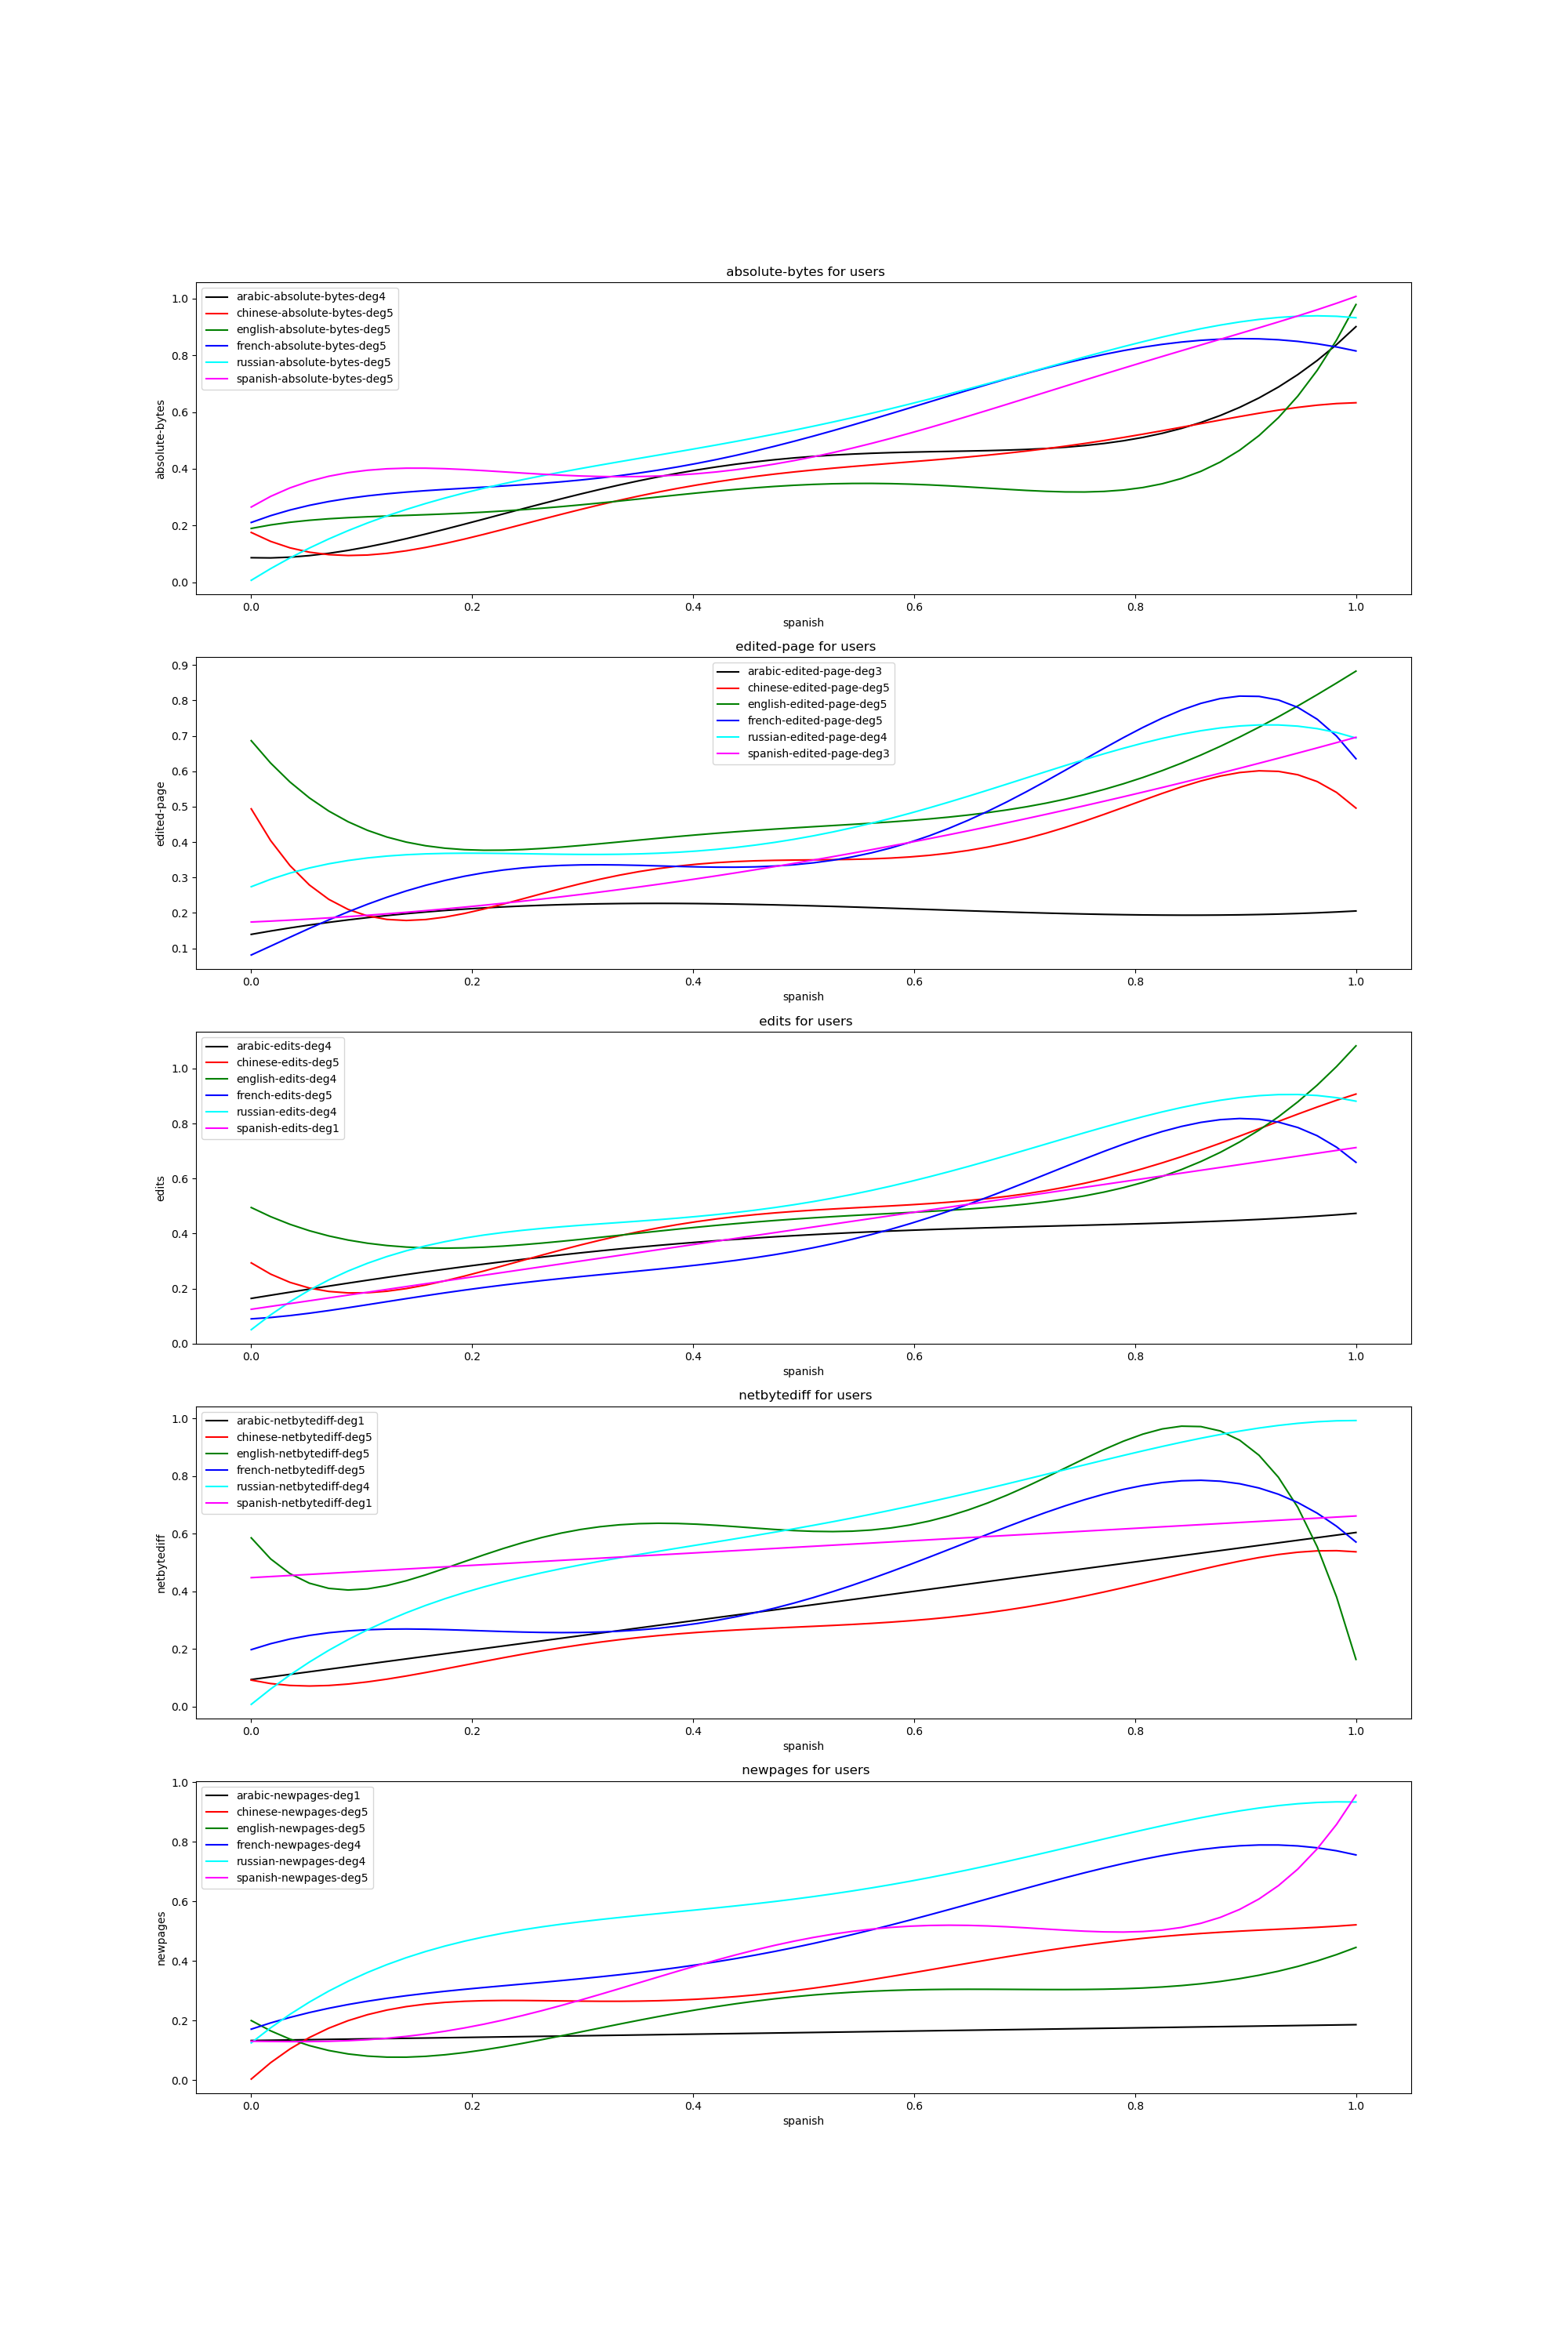 absolute-bytes for users
1.0
0.8
0.6
0.4
0.2
0.0
absolute-bytes
arabic-absolute-bytes-deg4
chinese-absolute-bytes-deg5
english-absolute-bytes-deg5
french-absolute-bytes-deg5
russian-absolute-bytes-deg5
spanish-absolute-bytes-deg5
0.0 0.2 0.4 0.6 0.8 1.0
spanish
edited-page for users
0.9
0.8
0.7
0.6
0.5
0.4
0.3
0.2
0.1
edited-page
arabic-edited-page-deg3
chinese-edited-page-deg5
english-edited-page-deg5
french-edited-page-deg5
russian-edited-page-deg4
spanish-edited-page-deg3
0.0 0.2 0.4 0.6 0.8 1.0
spanish
edits for users
1.0
0.8
0.6
0.4
0.2
0.0
edits
arabic-edits-deg4
chinese-edits-deg5
english-edits-deg4
french-edits-deg5
russian-edits-deg4
spanish-edits-deg1
0.0 0.2 0.4 0.6 0.8 1.0
spanish
netbytediff for users
1.0
0.8
0.6
0.4
0.2
0.0
netbytediff
arabic-netbytediff-deg1
chinese-netbytediff-deg5
english-netbytediff-deg5
french-netbytediff-deg5
russian-netbytediff-deg4
spanish-netbytediff-deg1
0.0 0.2 0.4 0.6 0.8 1.0
spanish
newpages for users
1.0
0.8
0.6
0.4
0.2
0.0
newpages
arabic-newpages-deg1
chinese-newpages-deg5
english-newpages-deg5
french-newpages-deg4
russian-newpages-deg4
spanish-newpages-deg5
0.0 0.2 0.4 0.6 0.8 1.0
spanish